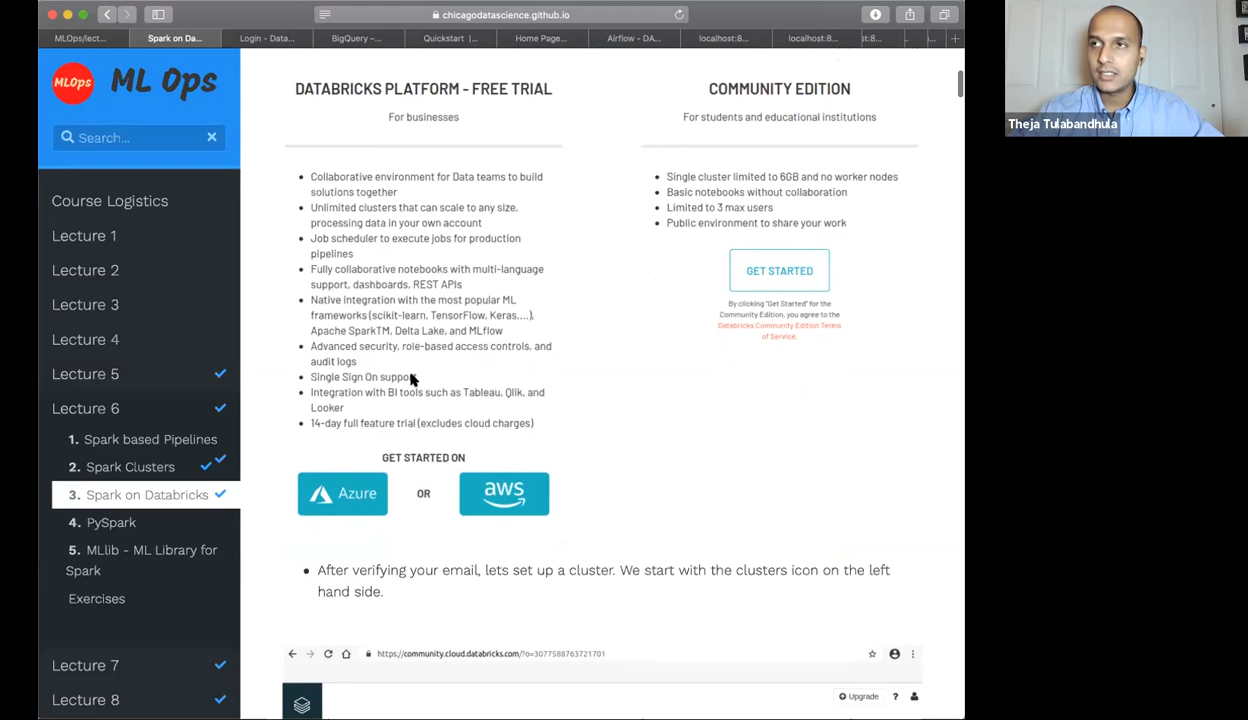 chicagodatascience.github.io
MLOps/lect...
Spark on Da...
Login - Data...
BigQuery –...
Quickstart |...
Home Page...
Airflow - DA...
localhost:8...
localhost:8...
st:8...
MLOps
ML Ops
Search...
Course Logistics
Lecture 1
Lecture 2
Lecture 3
Lecture 4
Lecture 5
Lecture 6
1. Spark based Pipelines
2. Spark Clusters
3. Spark on Databricks
4. PySpark
5. MLlib - ML Library for
Spark
Exercises
Lecture 7
Lecture 8
DATABRICKS PLATFORM - FREE TRIAL
For businesses
Collaborative environment for Data teams to build
solutions together
Unlimited clusters that can scale to any size,
processing data in your own account
Job scheduler to execute jobs for production
pipelines
Fully collaborative notebooks with multi-language
support, dashboards, REST APIs
Native integration with the most popular ML
frameworks (scikit-learn, TensorFlow, Keras,...),
Apache SparkTM, Delta Lake, and MLflow
Advanced security, role-based access controls, and
audit logs
Single Sign On support
Integration with BI tools such as Tableau, Qlik, and
Looker
14-day full feature trial (excludes cloud charges)
GET STARTED ON
Azure
OR
aws
COMMUNITY EDITION
For students and educational institutions
Single cluster limited to 6GB and no worker nodes
Basic notebooks without collaboration
Limited to 3 max users
Public environment to share your work
GET STARTED
By clicking "Get Started" for the
Community Edition, you agree to the
Databricks Community Edition Terms
of Service.
After verifying your email, lets set up a cluster. We start with the clusters icon on the left
hand side.
https://community.cloud.databricks.com/?o=3077588763721701
Upgrade
?
Theja Tulabandhula